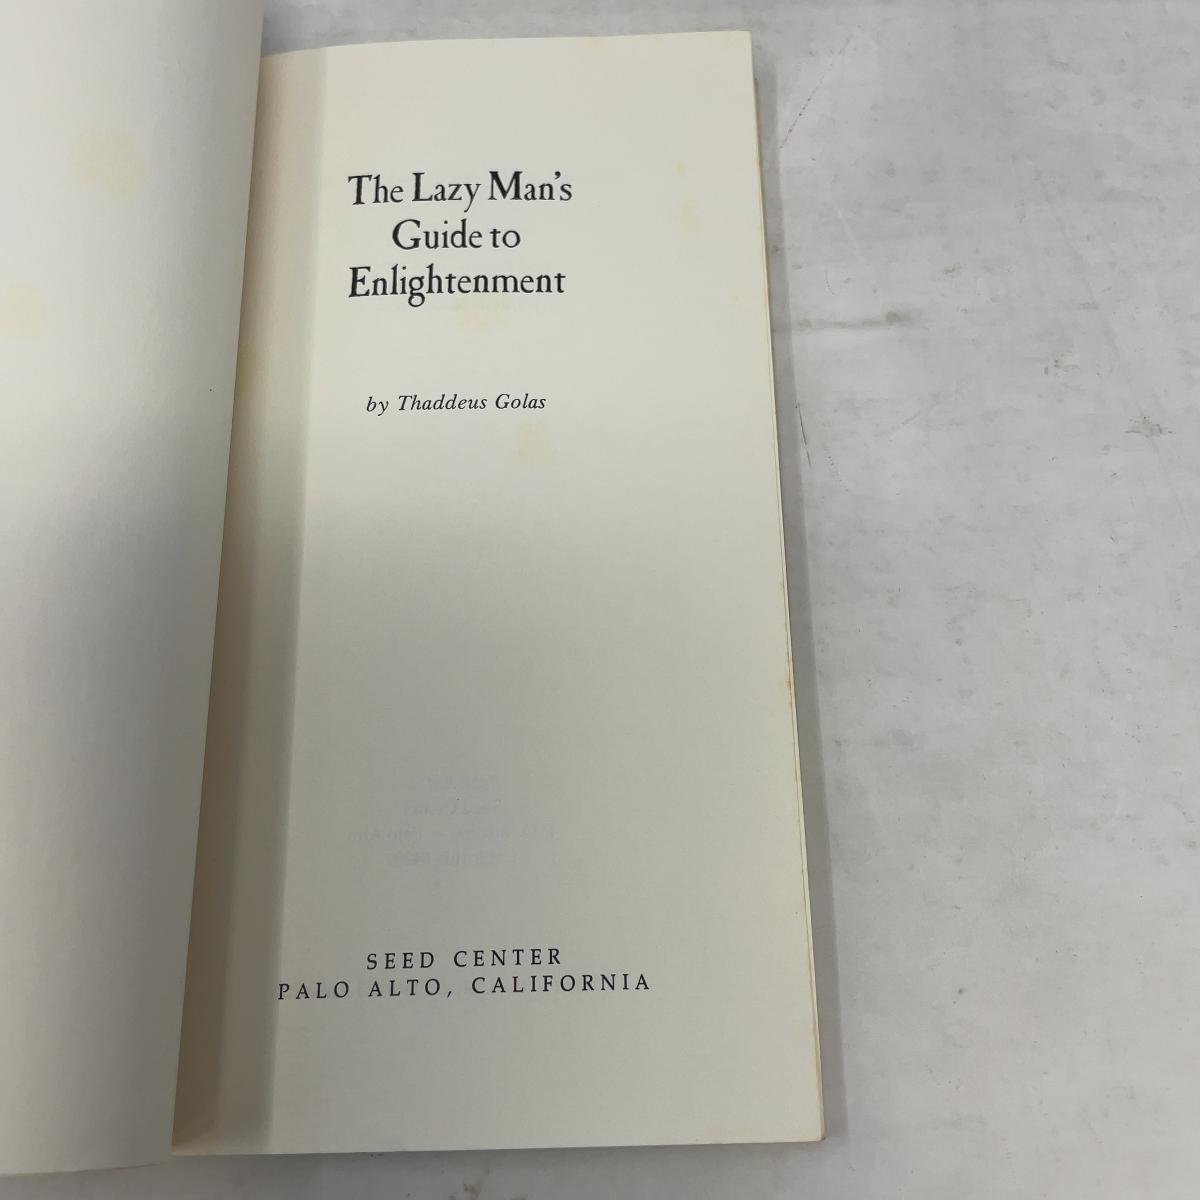 The Lazy Man's
Guide to
Enlightenment
by Thaddeus Golas
SEED CENTER
PALO ALTO, CALIFORNIA